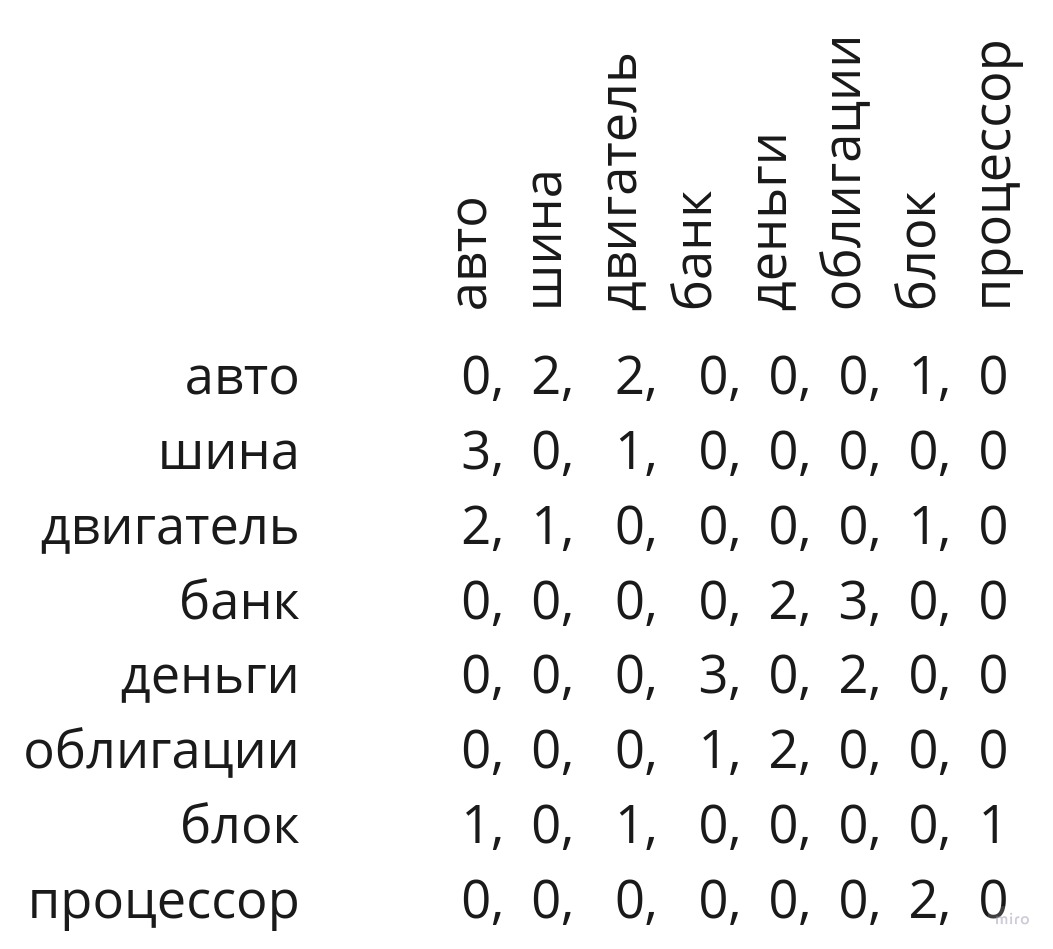 авто шина двигатель банк деньги облигации блок процессор
авто 0, 2, 2, 0, 0, 0, 1, 0
шина 3, 0, 1, 0, 0, 0, 0, 0
двигатель 2, 1, 0, 0, 0, 0, 1, 0
банк 0, 0, 0, 0, 2, 3, 0, 0
деньги 0, 0, 0, 3, 0, 2, 0, 0
облигации 0, 0, 0, 1, 2, 0, 0, 0
блок 1, 0, 1, 0, 0, 0, 0, 1
процессор 0, 0, 0, 0, 0, 0, 2, 0
miro